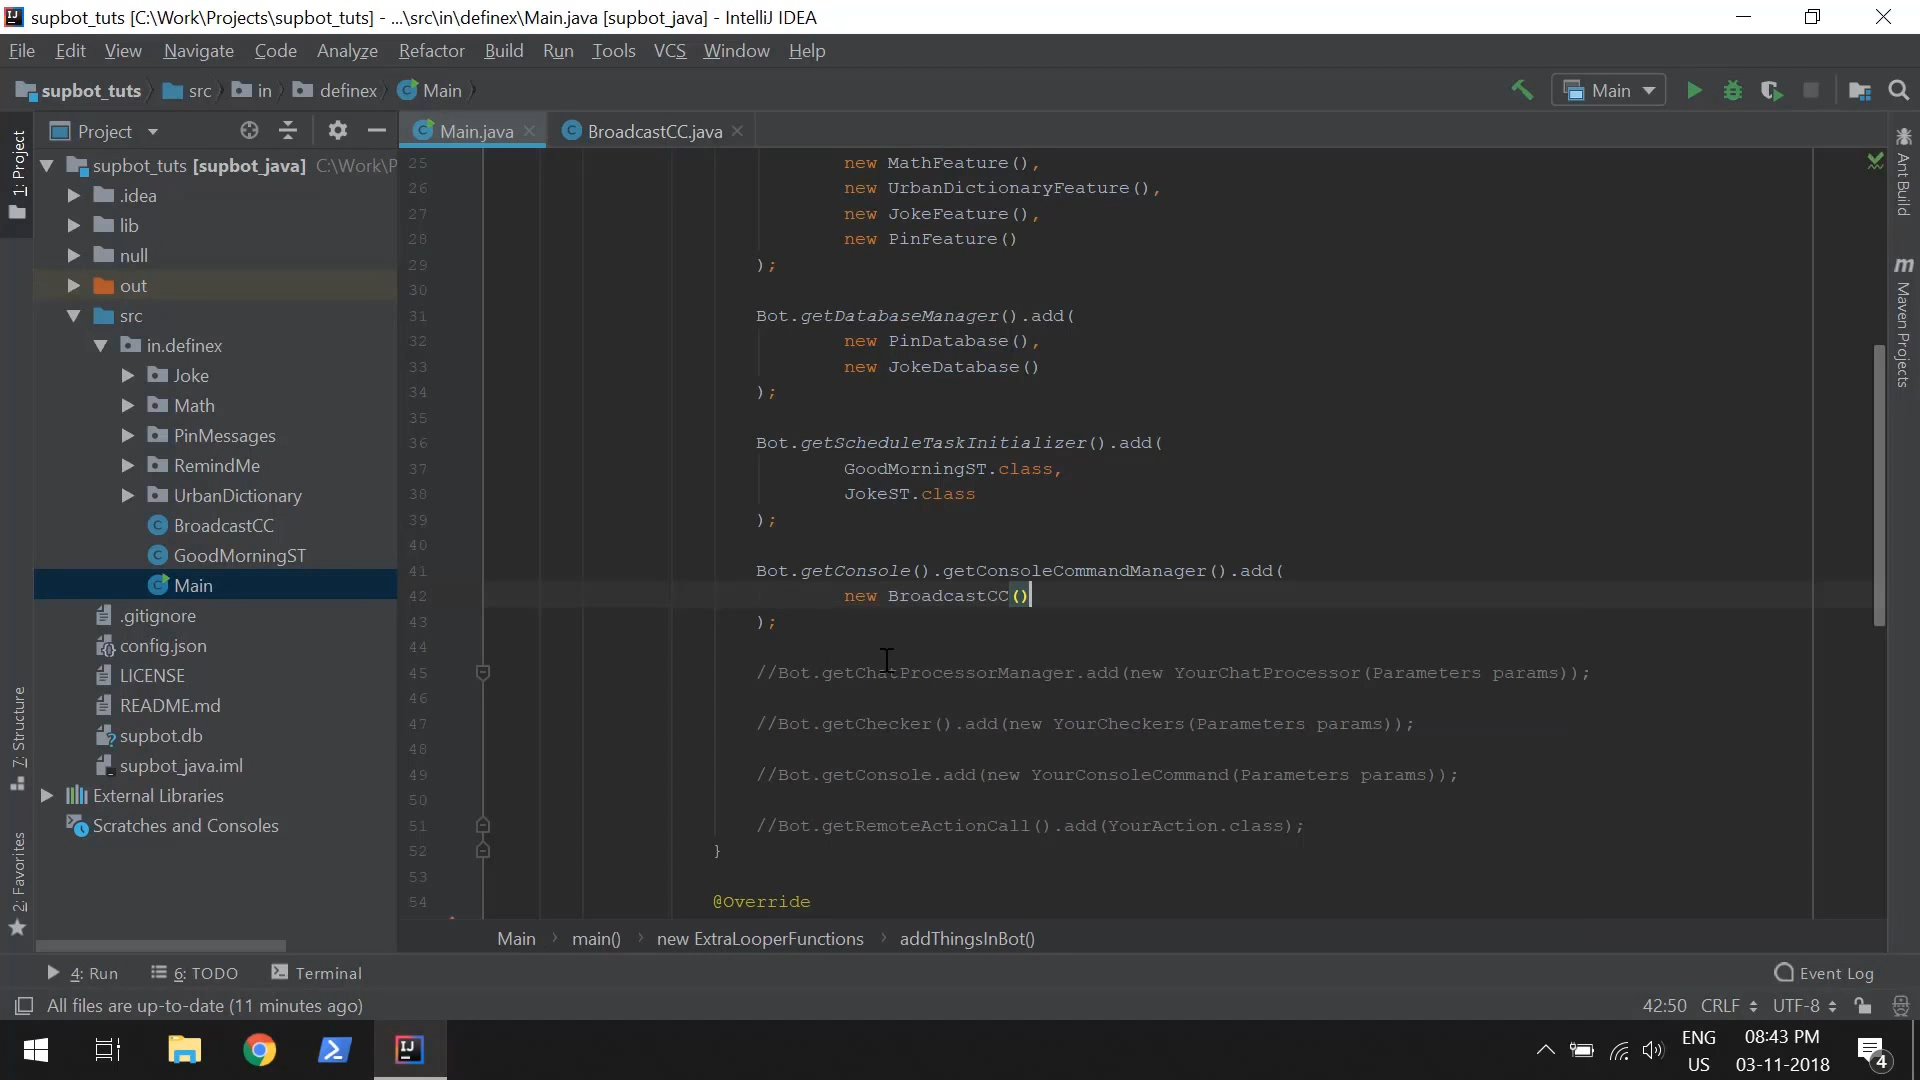 supbot_tuts [C:\Work\Projects\supbot_tuts] - ...\src\in\definex\Main.java [supbot_java] - IntelliJ IDEA
File Edit View Navigate Code Analyze Refactor Build Run Tools VCS Window Help
supbot_tuts src in definex Main
Main
1: Project
Project
Main.java
BroadcastCC.java
supbot_tuts [supbot_java] C:\Work\P
.idea
lib
null
out
src
in.definex
Joke
Math
PinMessages
RemindMe
UrbanDictionary
BroadcastCC
GoodMorningST
Main
.gitignore
config.json
LICENSE
README.md
supbot.db
supbot_java.iml
External Libraries
Scratches and Consoles
7: Structure
2: Favorites
25 new MathFeature(),
26 new UrbanDictionaryFeature(),
27 new JokeFeature(),
28 new PinFeature()
29 );
30
31 Bot.getDatabaseManager().add(
32 new PinDatabase(),
33 new JokeDatabase()
34 );
35
36 Bot.getScheduleTaskInitializer().add(
37 GoodMorningST.class,
38 JokeST.class
39 );
40
41 Bot.getConsole().getConsoleCommandManager().add(
42 new BroadcastCC()
43 );
44
45 //Bot.getChatProcessorManager.add(new YourChatProcessor(Parameters params));
46
47 //Bot.getChecker().add(new YourCheckers(Parameters params));
48
49 //Bot.getConsole.add(new YourConsoleCommand(Parameters params));
50
51 //Bot.getRemoteActionCall().add(YourAction.class);
52 }
53
54 @Override
Ant Build
m Maven Projects
Main main() new ExtraLooperFunctions addThingsInBot()
4: Run 6: TODO Terminal
Event Log
All files are up-to-date (11 minutes ago)
42:50 CRLF UTF-8
ENG
US
08:43 PM
03-11-2018
4